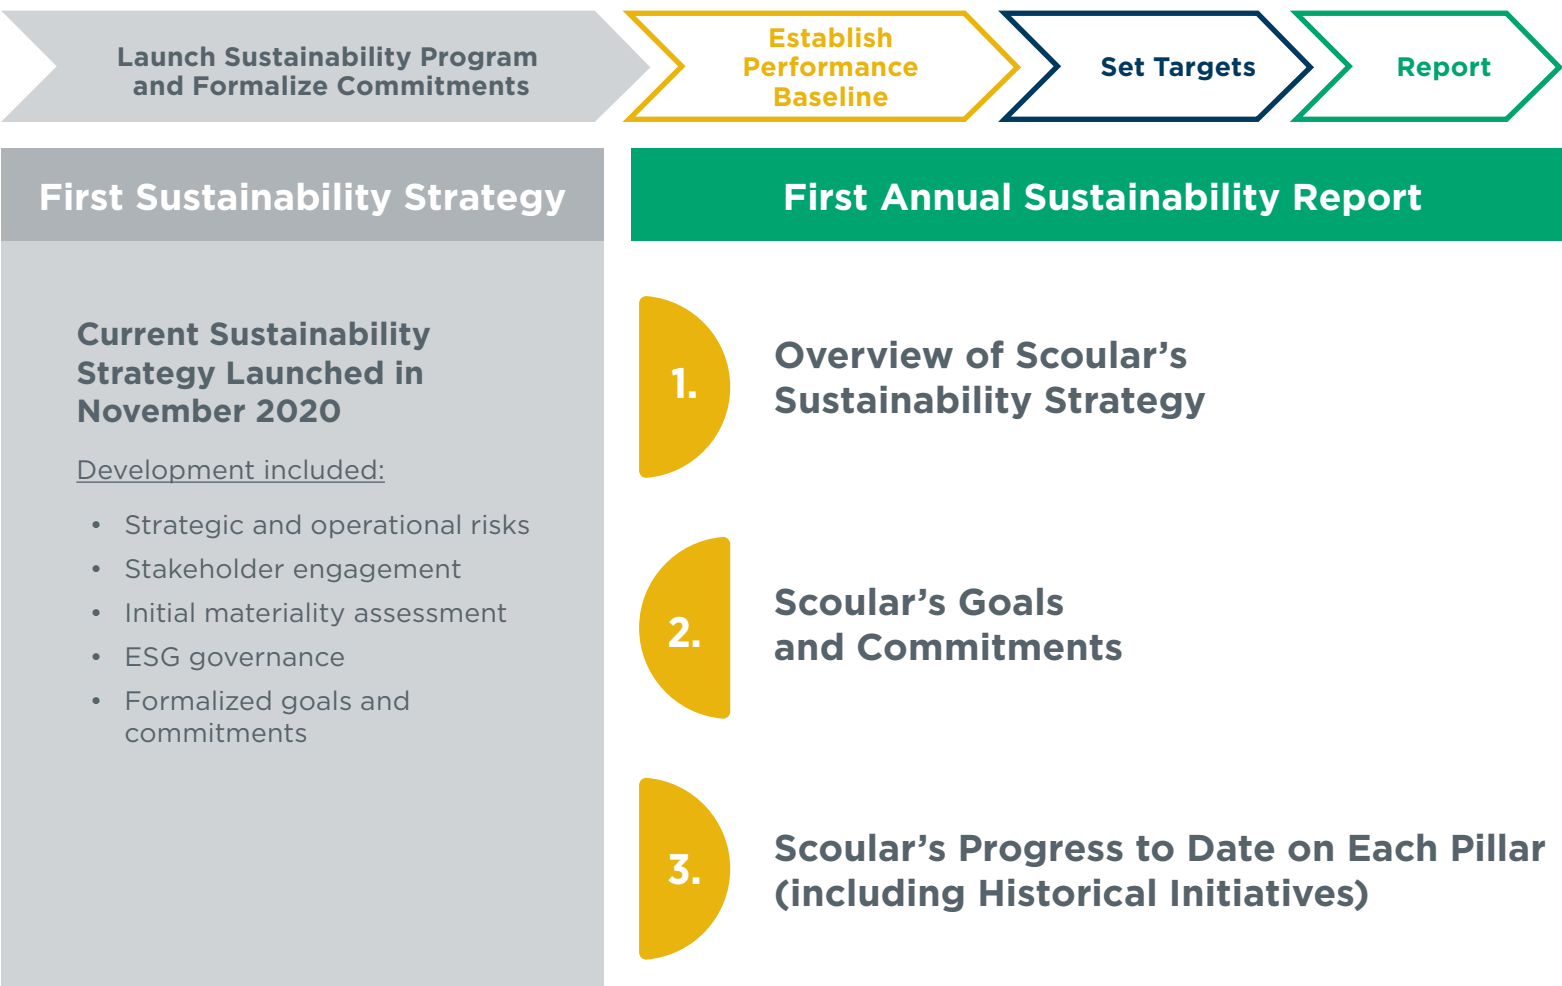 Launch Sustainability Program
and Formalize Commitments
Establish
Performance
Baseline
Set Targets
Report
First Sustainability Strategy
Current Sustainability
Strategy Launched in
November 2020
Development included:
• Strategic and operational risks
• Stakeholder engagement
• Initial materiality assessment
• ESG governance
• Formalized goals and
commitments
First Annual Sustainability Report
1.
Overview of Scoular’s
Sustainability Strategy
2.
Scoular’s Goals
and Commitments
3.
Scoular’s Progress to Date on Each Pillar
(including Historical Initiatives)